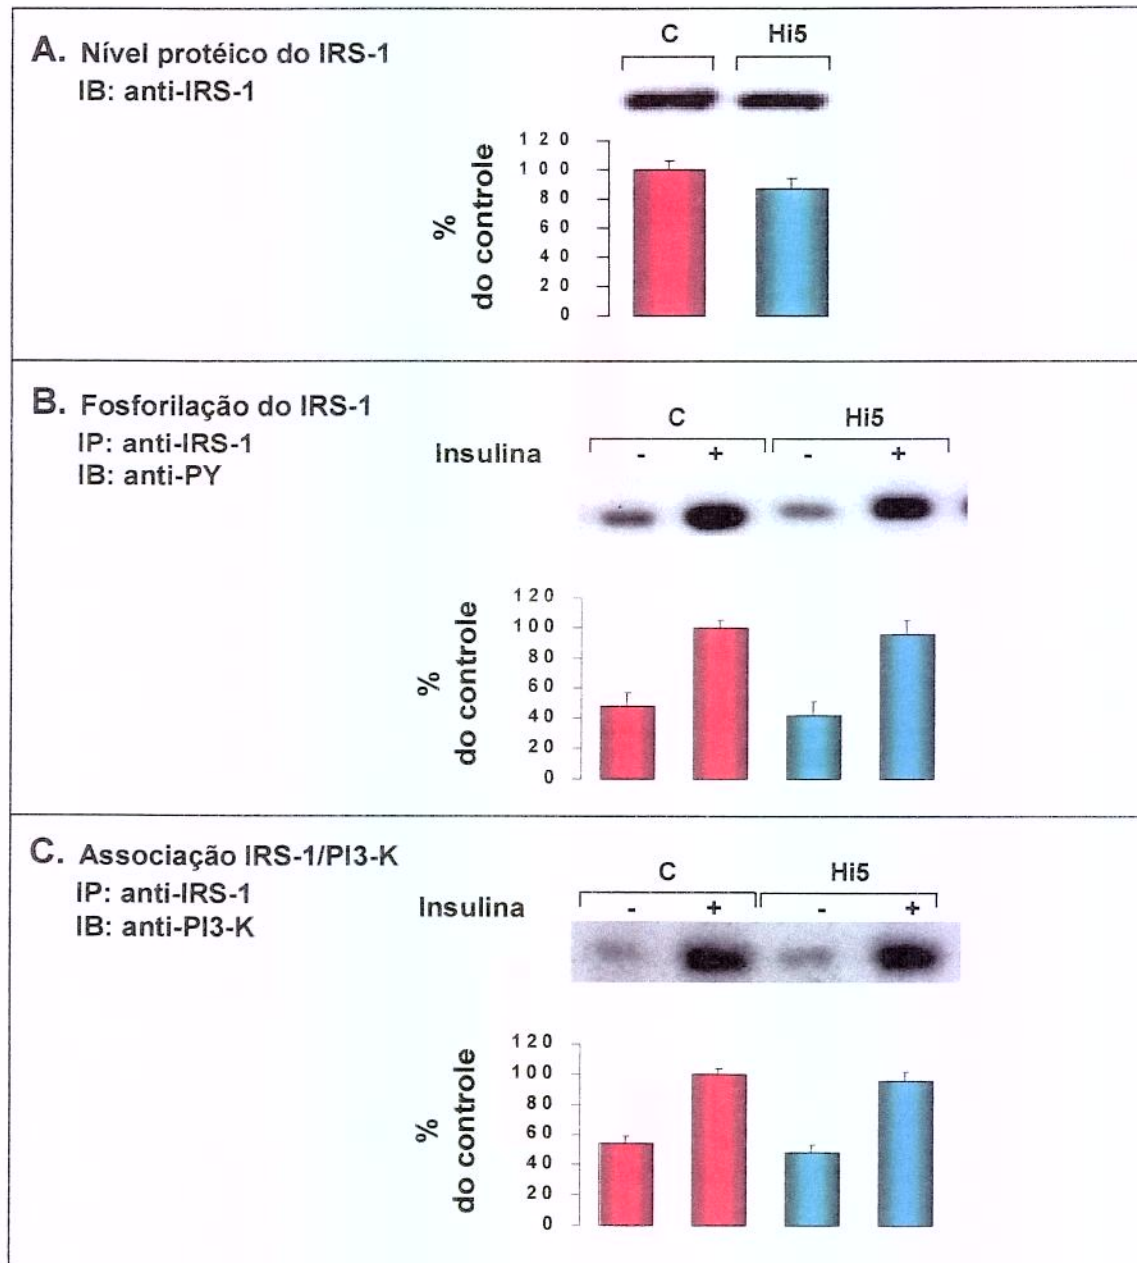 A. Nível protéico do IRS-1
IB: anti-IRS-1
C Hi5
%
do controle
120
100
80
60
40
20
0
B. Fosforilação do IRS-1
IP: anti-IRS-1
IB: anti-PY
C Hi5
Insulina - + - +
%
do controle
120
100
80
60
40
20
0
C. Associação IRS-1/PI3-K
IP: anti-IRS-1
IB: anti-PI3-K
C Hi5
Insulina - + - +
%
do controle
120
100
80
60
40
20
0